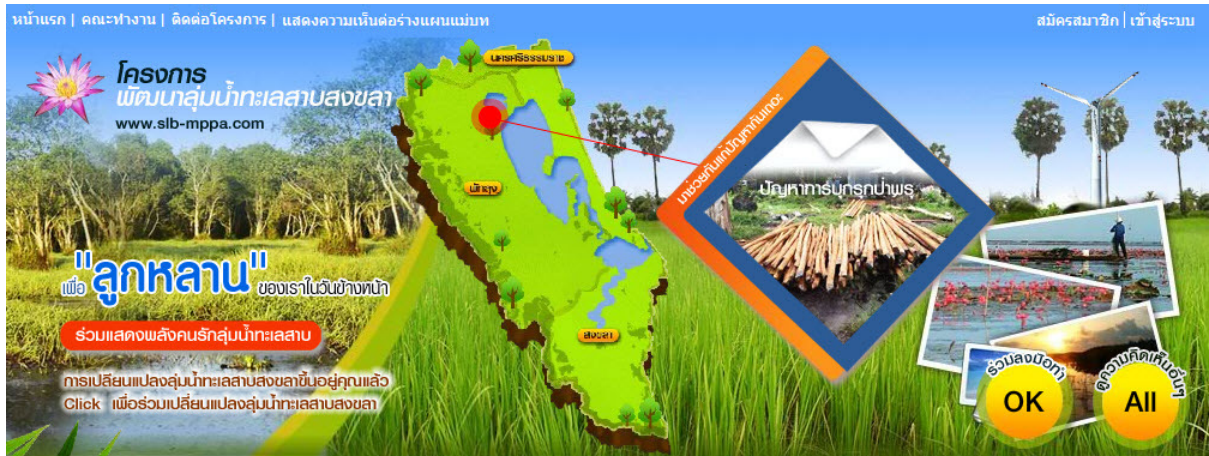 หน้าแรก | คณะทำงาน | ติดต่อโครงการ | แสดงความเห็นต่อร่างแผนแม่บท
สมัครสมาชิก | เข้าสู่ระบบ
โครงการ
พัฒนาลุ่มน้ำทะเลสาบสงขลา
www.slb-mppa.com
นครศรีธรรมราช
พัทลุง
สงขลา
มาช่วยกันแก้ปัญหากันเถอะ
ปัญหาการบุกรุกป่าพรุ
เพื่อ "ลูกหลาน" ของเราในวันข้างหน้า
ร่วมแสดงพลังคนรักลุ่มน้ำทะเลสาบ
การเปลี่ยนแปลงลุ่มน้ำทะเลสาบสงขลาขึ้นอยู่คุณแล้ว
Click เพื่อร่วมเปลี่ยนแปลงลุ่มน้ำทะเลสาบสงขลา
ร่วมลงมือทำ
OK
ดูความคิดเห็นอื่นๆ
All